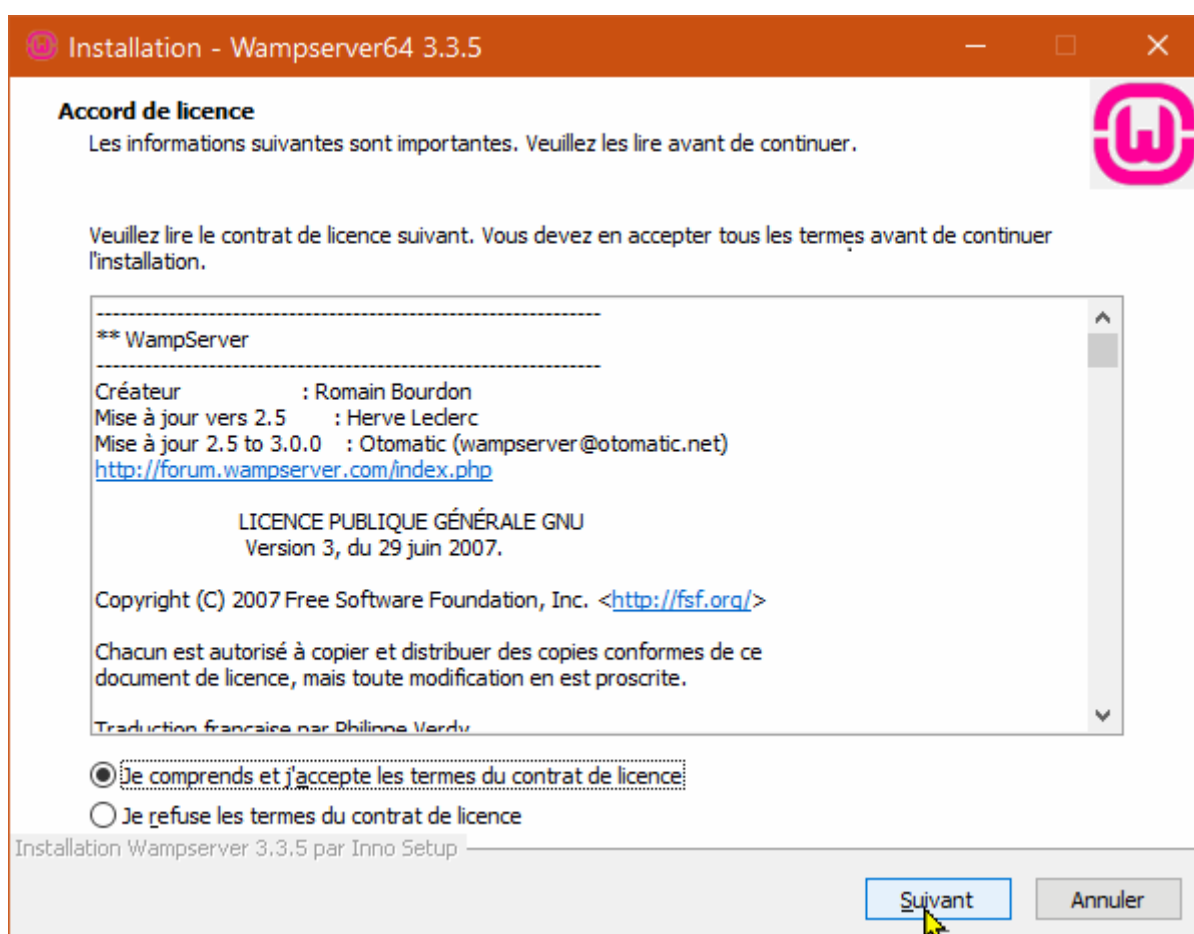 Installation - Wampserver64 3.3.5
Accord de licence
Les informations suivantes sont importantes. Veuillez les lire avant de continuer.
Veuillez lire le contrat de licence suivant. Vous devez en accepter tous les termes avant de continuer
l'installation.
---------------------------------------------------------------
** WampServer
---------------------------------------------------------------
Créateur : Romain Bourdon
Mise à jour vers 2.5 : Herve Leclerc
Mise à jour 2.5 to 3.0.0 : Otomatic (wampserver@otomatic.net)
http://forum.wampserver.com/index.php
LICENCE PUBLIQUE GÉNÉRALE GNU
Version 3, du 29 juin 2007.
Copyright (C) 2007 Free Software Foundation, Inc. <http://fsf.org/>
Chacun est autorisé à copier et distribuer des copies conformes de ce
document de licence, mais toute modification en est proscrite.
Traduction française par Philippe Verdy
Je comprends et j'accepte les termes du contrat de licence
Je refuse les termes du contrat de licence
Installation Wampserver 3.3.5 par Inno Setup
Suivant
Annuler